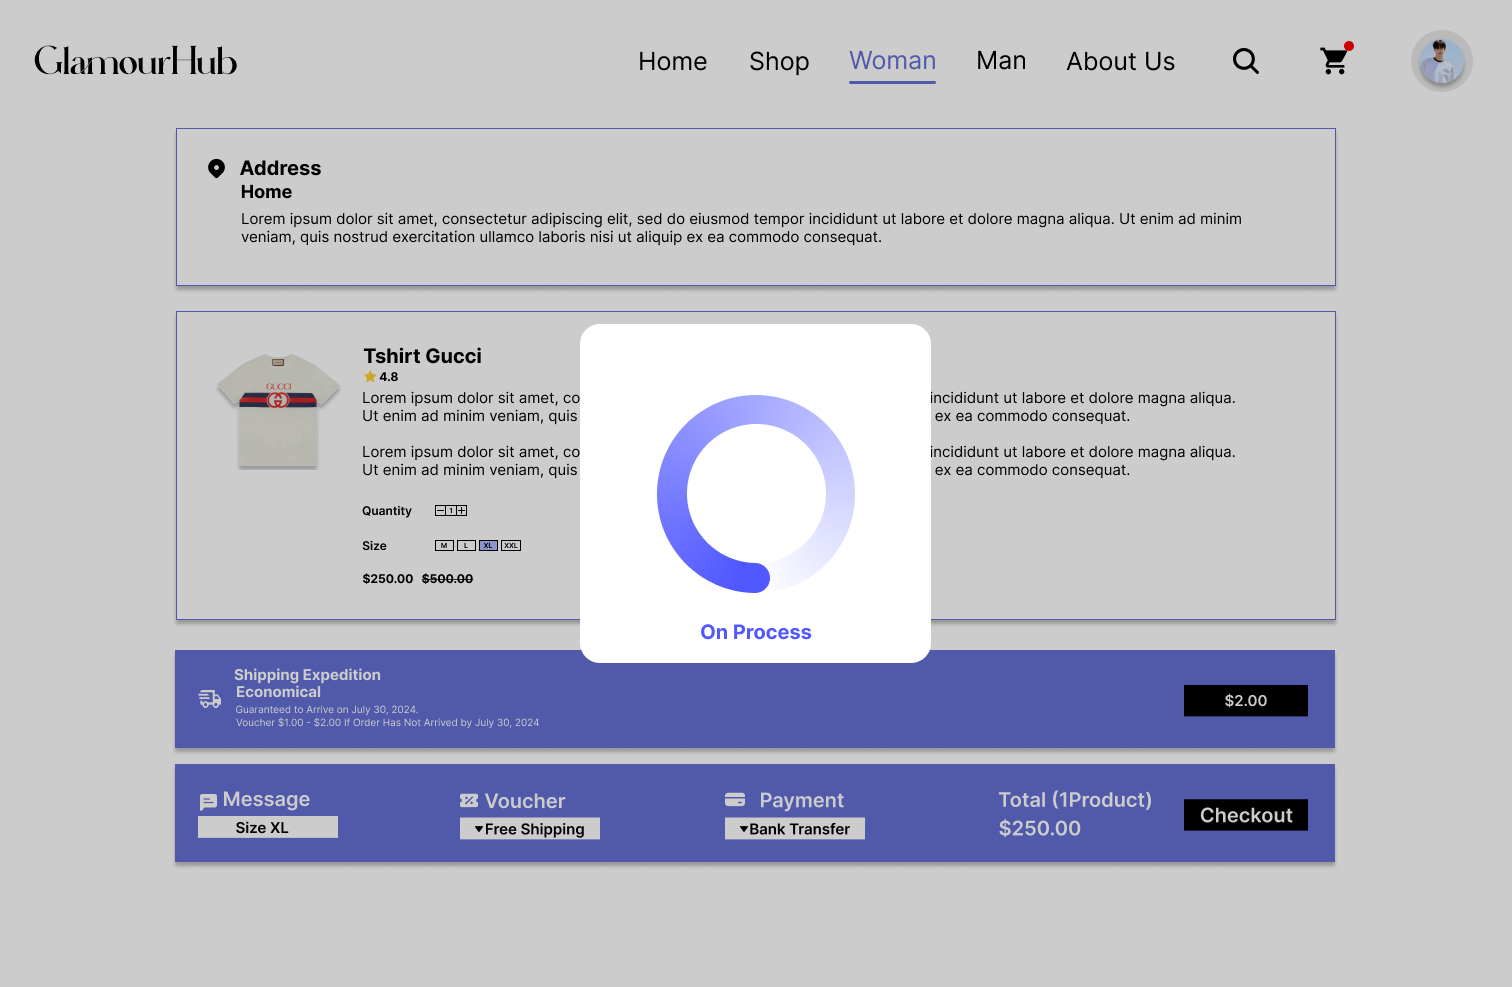 GlamourHub
Home
Shop
Woman
Man
About Us
Address
Home
Lorem ipsum dolor sit amet, consectetur adipiscing elit, sed do eiusmod tempor incididunt ut labore et dolore magna aliqua. Ut enim ad minim
veniam, quis nostrud exercitation ullamco laboris nisi ut aliquip ex ea commodo consequat.
GUCCI
Tshirt Gucci
4.8
Lorem ipsum dolor sit amet, co incididunt ut labore et dolore magna aliqua.
Ut enim ad minim veniam, quis ex ea commodo consequat.
Lorem ipsum dolor sit amet, co incididunt ut labore et dolore magna aliqua.
Ut enim ad minim veniam, quis ex ea commodo consequat.
Quantity
1
Size
M
L
XL
XXL
$250.00 $500.00
On Process
Shipping Expedition
Economical
Guaranteed to Arrive on July 30, 2024.
Voucher $1.00 - $2.00 If Order Has Not Arrived by July 30, 2024
$2.00
Message
Size XL
Voucher
Free Shipping
Payment
Bank Transfer
Total (1Product)
$250.00
Checkout